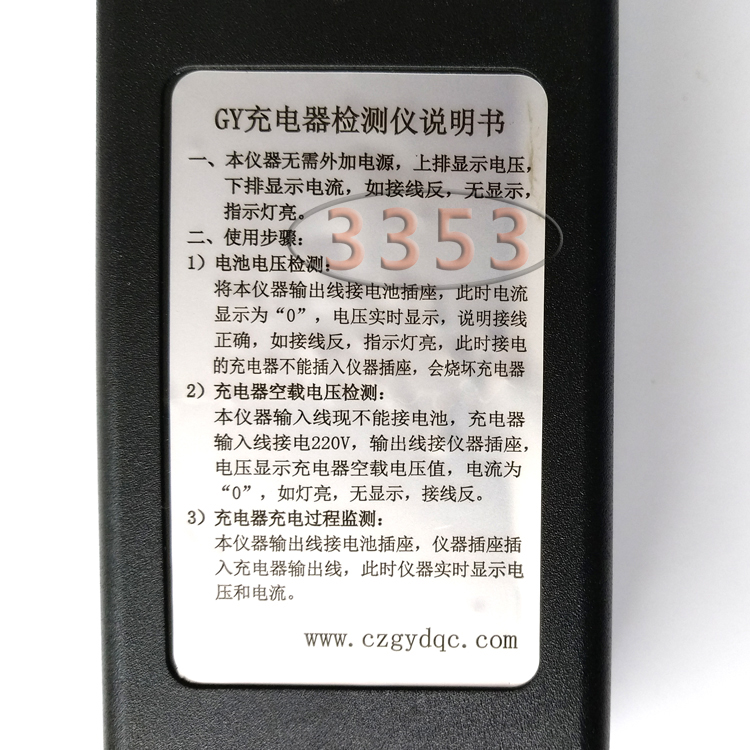 GY充电器检测仪说明书
一、本仪器无需外加电源，上排显示电压，
下排显示电流，如接线反，无显示，
指示灯亮。
3353
二、使用步骤：
1）电池电压检测：
将本仪器输出线接电池插座，此时电流
显示为“0”，电压实时显示，说明接线
正确，如接线反，指示灯亮，此时接电
的充电器不能插入仪器插座，会烧坏充电器
2）充电器空载电压检测：
本仪器输入线现不能接电池，充电器
输入线接电220V，输出线接仪器插座，
电压显示充电器空载电压值，电流为
“0”，如灯亮，无显示，接线反。
3）充电器充电过程监测：
本仪器输出线接电池插座，仪器插座插
入充电器输出线，此时仪器实时显示电
压和电流。
www.czgydqc.com